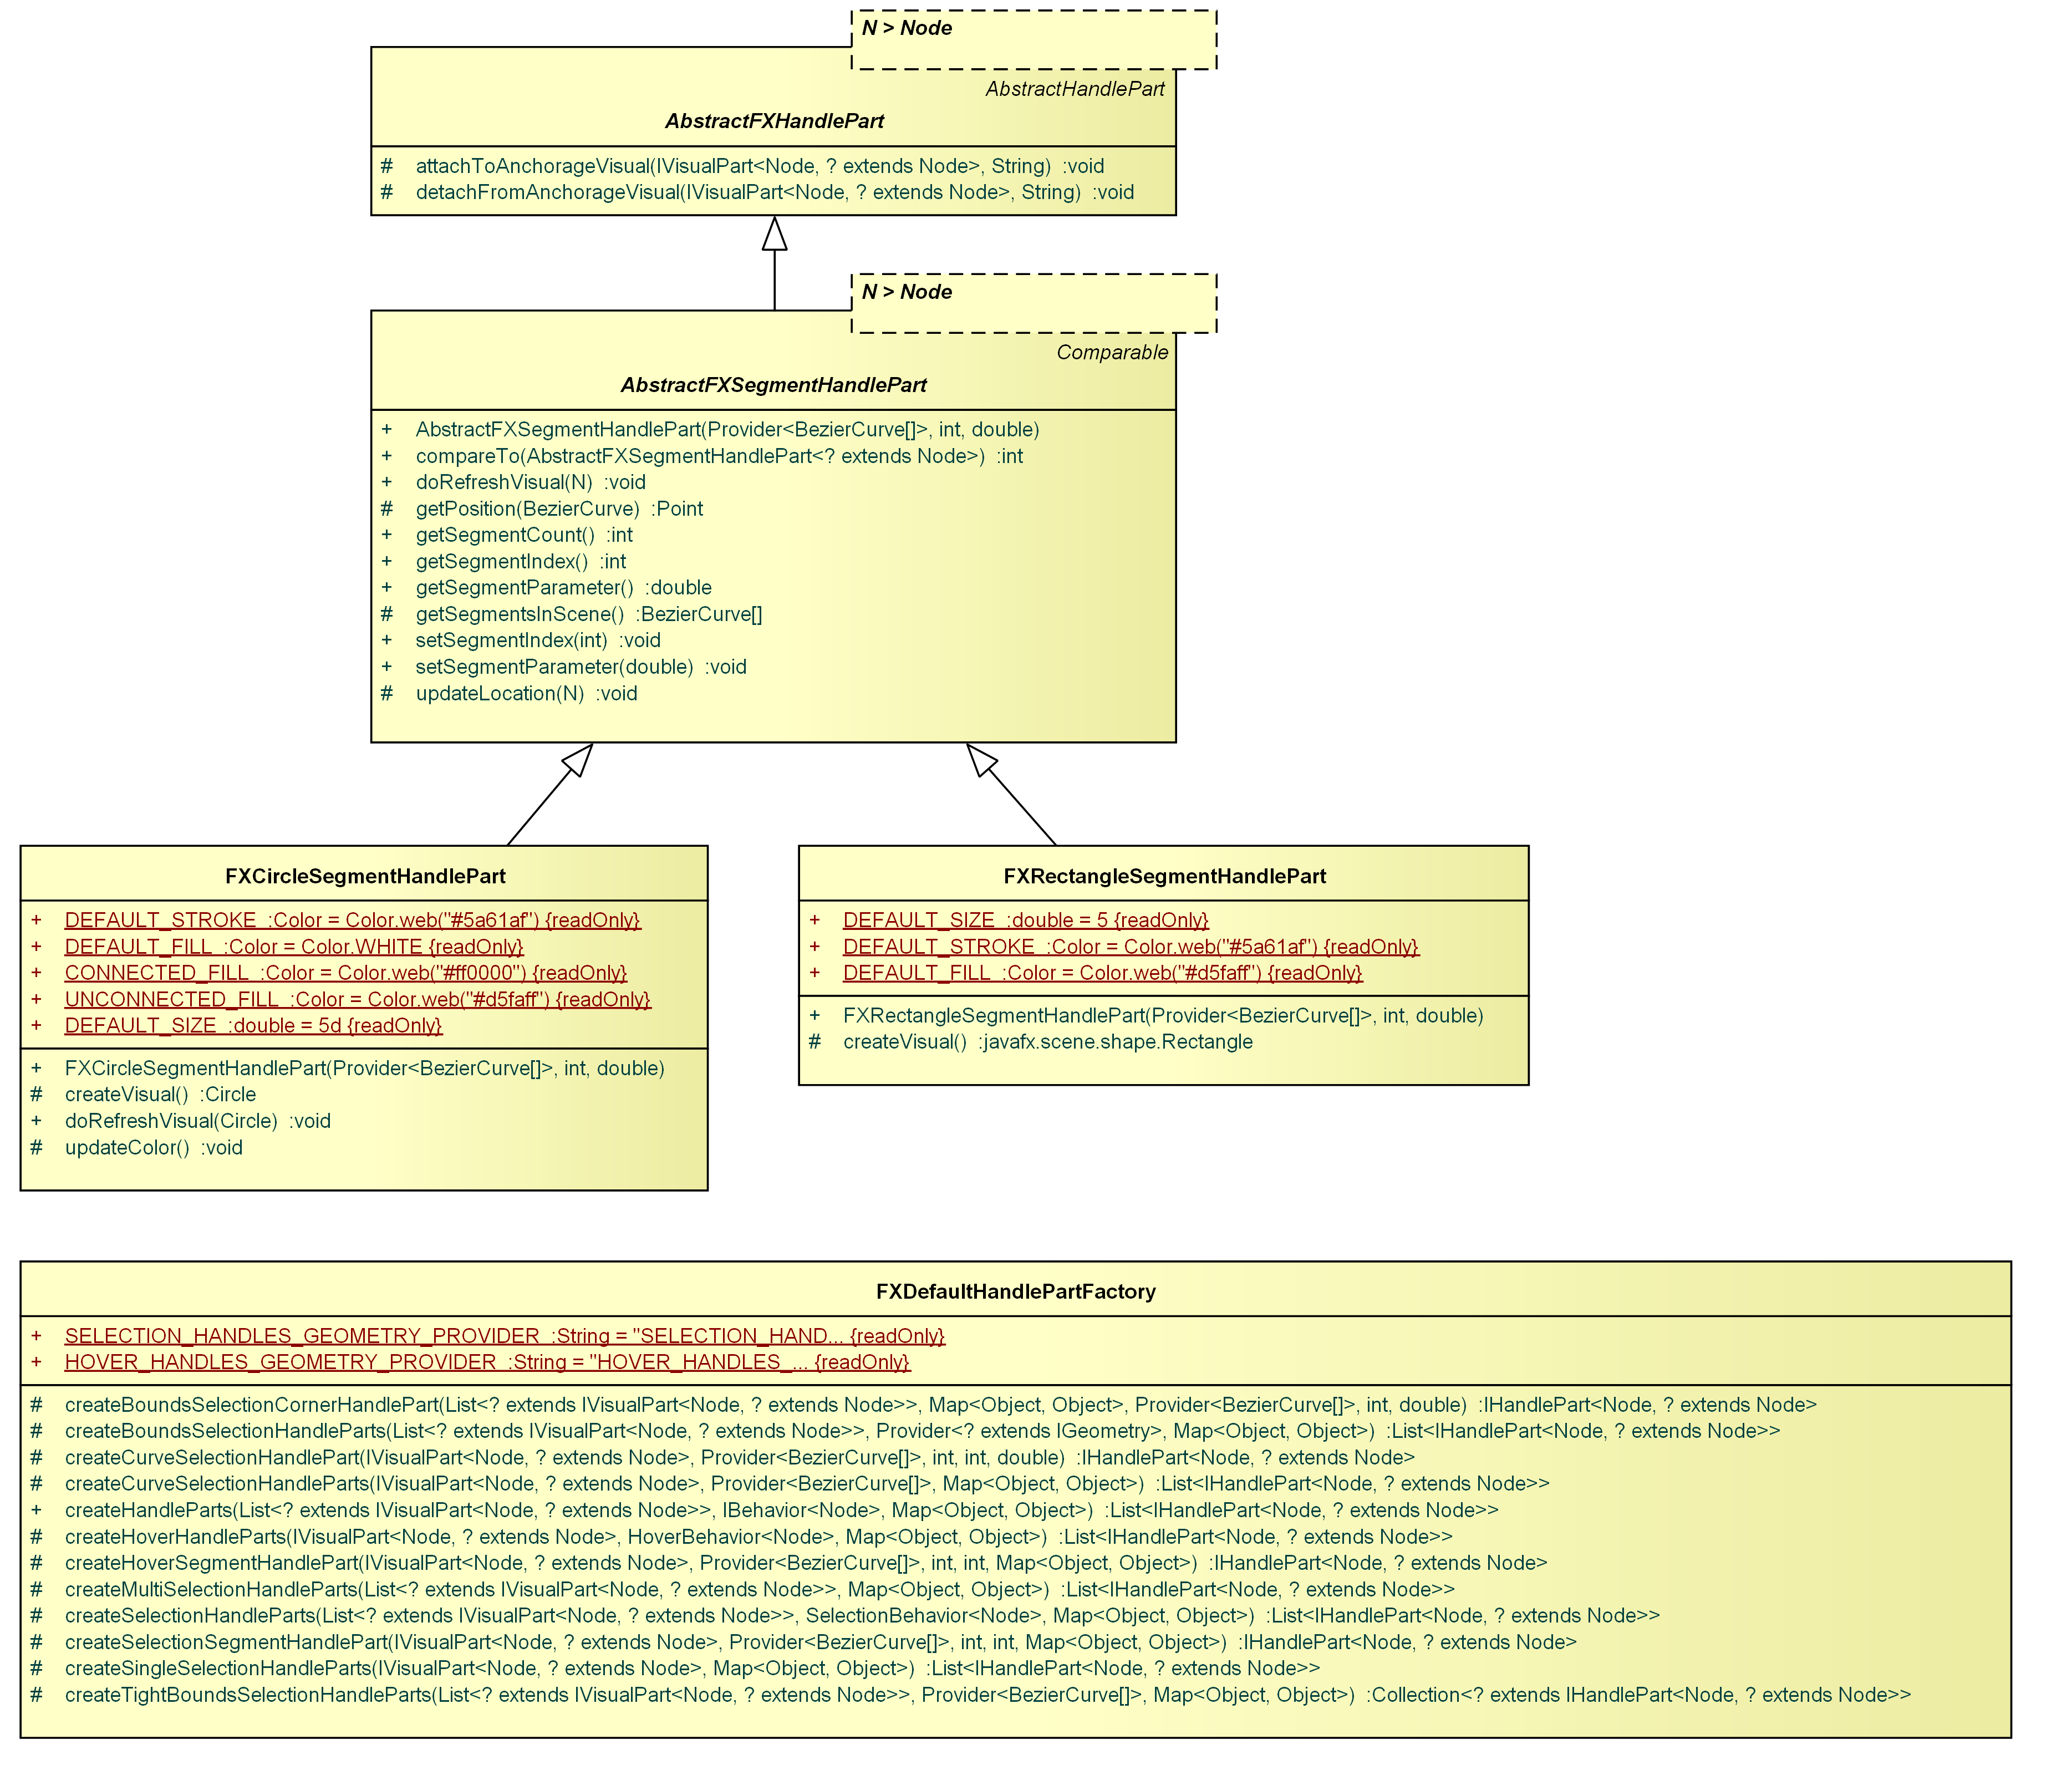 N > Node
AbstractHandlePart
AbstractFXHandlePart
# attachToAnchorageVisual(IVisualPart<Node, ? extends Node>, String) :void
# detachFromAnchorageVisual(IVisualPart<Node, ? extends Node>, String) :void
N > Node
Comparable
AbstractFXSegmentHandlePart
+ AbstractFXSegmentHandlePart(Provider<BezierCurve[]>, int, double)
+ compareTo(AbstractFXSegmentHandlePart<? extends Node>) :int
+ doRefreshVisual(N) :void
# getPosition(BezierCurve) :Point
+ getSegmentCount() :int
+ getSegmentIndex() :int
+ getSegmentParameter() :double
# getSegmentsInScene() :BezierCurve[]
+ setSegmentIndex(int) :void
+ setSegmentParameter(double) :void
# updateLocation(N) :void
FXCircleSegmentHandlePart
+ DEFAULT_STROKE :Color = Color.web("#5a61af") {readOnly}
+ DEFAULT_FILL :Color = Color.WHITE {readOnly}
+ CONNECTED_FILL :Color = Color.web("#ff0000") {readOnly}
+ UNCONNECTED_FILL :Color = Color.web("#d5faff") {readOnly}
+ DEFAULT_SIZE :double = 5d {readOnly}
+ FXCircleSegmentHandlePart(Provider<BezierCurve[]>, int, double)
# createVisual() :Circle
+ doRefreshVisual(Circle) :void
# updateColor() :void
FXRectangleSegmentHandlePart
+ DEFAULT_SIZE :double = 5 {readOnly}
+ DEFAULT_STROKE :Color = Color.web("#5a61af") {readOnly}
+ DEFAULT_FILL :Color = Color.web("#d5faff") {readOnly}
+ FXRectangleSegmentHandlePart(Provider<BezierCurve[]>, int, double)
# createVisual() :javafx.scene.shape.Rectangle
FXDefaultHandlePartFactory
+ SELECTION_HANDLES_GEOMETRY_PROVIDER :String = "SELECTION_HAND... {readOnly}
+ HOVER_HANDLES_GEOMETRY_PROVIDER :String = "HOVER_HANDLES_... {readOnly}
# createBoundsSelectionCornerHandlePart(List<? extends IVisualPart<Node, ? extends Node>>, Map<Object, Object>, Provider<BezierCurve[]>, int, double) :IHandlePart<Node, ? extends Node>
# createBoundsSelectionHandleParts(List<? extends IVisualPart<Node, ? extends Node>>, Provider<? extends IGeometry>, Map<Object, Object>) :List<IHandlePart<Node, ? extends Node>>
# createCurveSelectionHandlePart(IVisualPart<Node, ? extends Node>, Provider<BezierCurve[]>, int, int, double) :IHandlePart<Node, ? extends Node>
# createCurveSelectionHandleParts(IVisualPart<Node, ? extends Node>, Provider<BezierCurve[]>, Map<Object, Object>) :List<IHandlePart<Node, ? extends Node>>
+ createHandleParts(List<? extends IVisualPart<Node, ? extends Node>>, IBehavior<Node>, Map<Object, Object>) :List<IHandlePart<Node, ? extends Node>>
# createHoverHandleParts(IVisualPart<Node, ? extends Node>, HoverBehavior<Node>, Map<Object, Object>) :List<IHandlePart<Node, ? extends Node>>
# createHoverSegmentHandlePart(IVisualPart<Node, ? extends Node>, Provider<BezierCurve[]>, int, int, Map<Object, Object>) :IHandlePart<Node, ? extends Node>
# createMultiSelectionHandleParts(List<? extends IVisualPart<Node, ? extends Node>>, Map<Object, Object>) :List<IHandlePart<Node, ? extends Node>>
# createSelectionHandleParts(List<? extends IVisualPart<Node, ? extends Node>>, SelectionBehavior<Node>, Map<Object, Object>) :List<IHandlePart<Node, ? extends Node>>
# createSelectionSegmentHandlePart(IVisualPart<Node, ? extends Node>, Provider<BezierCurve[]>, int, int, Map<Object, Object>) :IHandlePart<Node, ? extends Node>
# createSingleSelectionHandleParts(IVisualPart<Node, ? extends Node>, Map<Object, Object>) :List<IHandlePart<Node, ? extends Node>>
# createTightBoundsSelectionHandleParts(List<? extends IVisualPart<Node, ? extends Node>>, Provider<BezierCurve[]>, Map<Object, Object>) :Collection<? extends IHandlePart<Node, ? extends Node>>